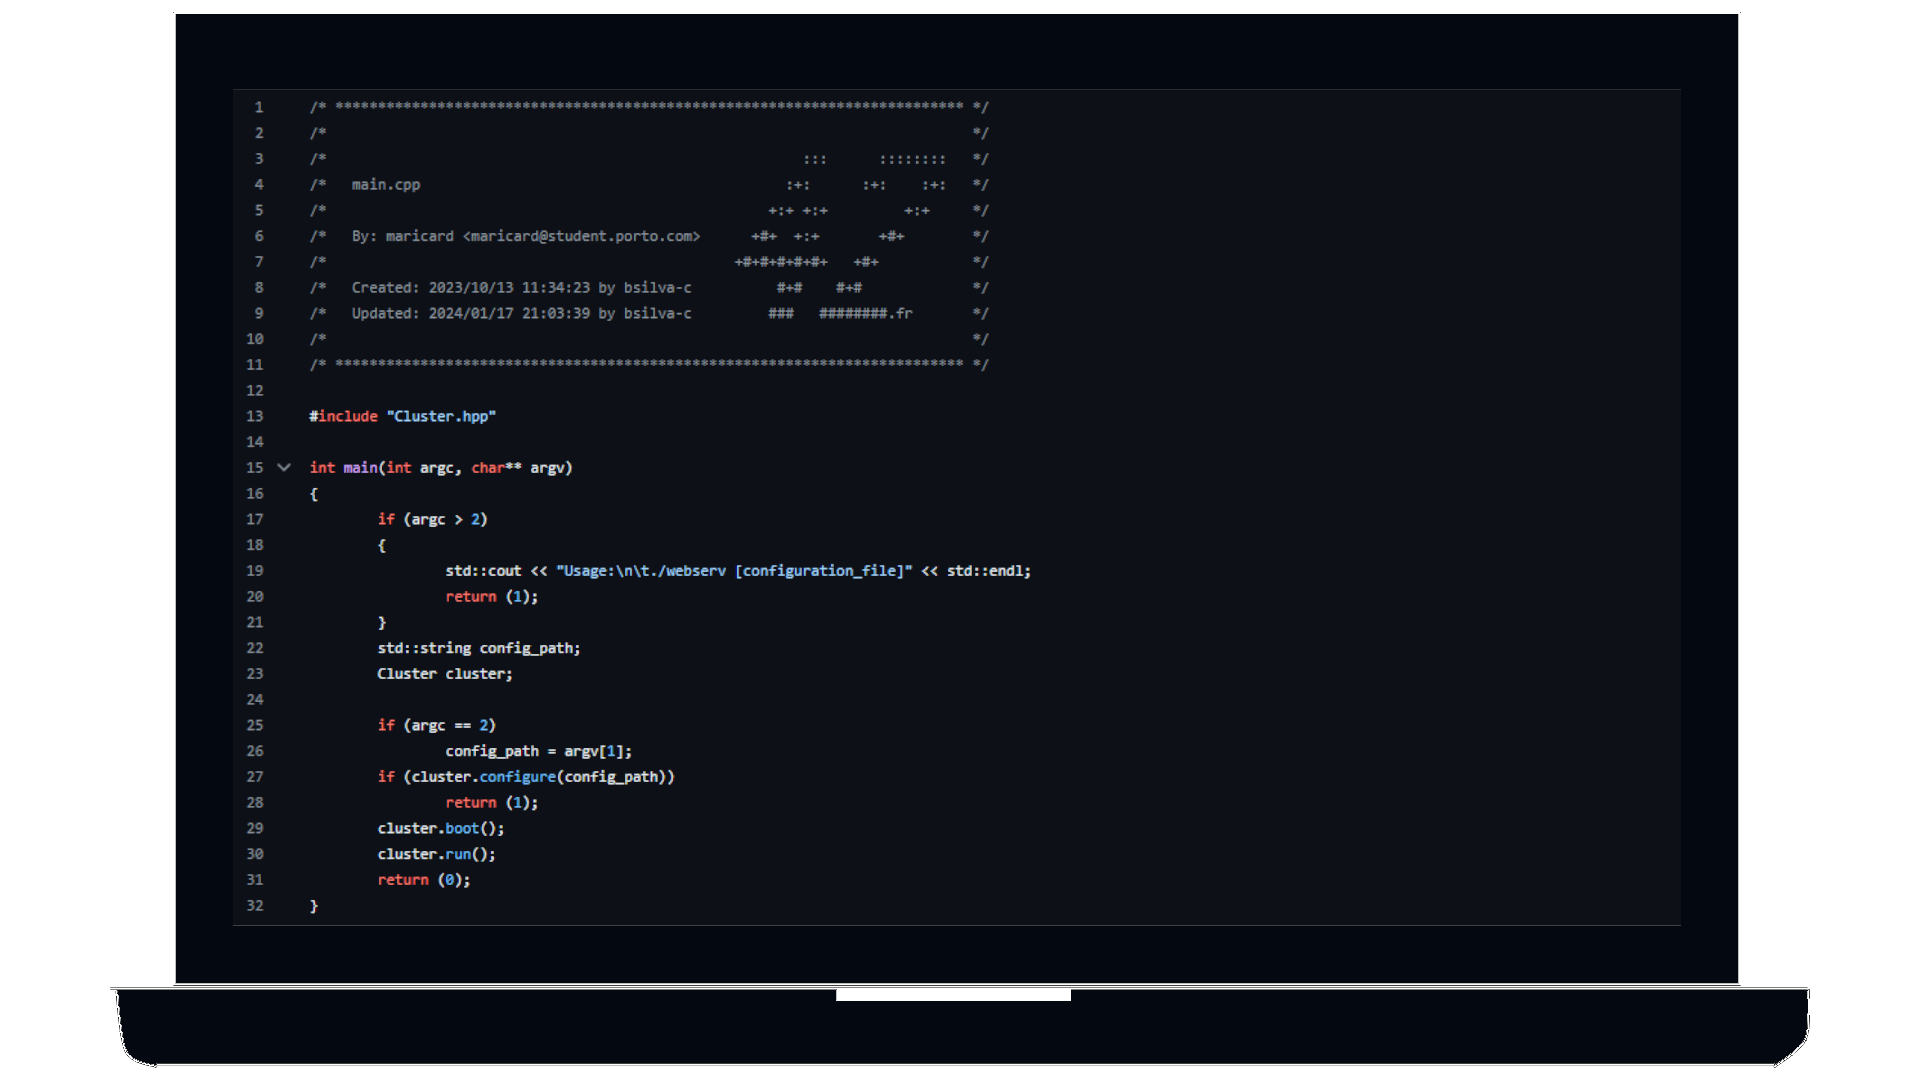 1 /* ************************************************************************** */
2 /*                                                                            */
3 /*                                                        :::      ::::::::   */
4 /*   main.cpp                                           :+:      :+:    :+:   */
5 /*                                                    +:+ +:+         +:+     */
6 /*   By: maricard <maricard@student.porto.com>      +#+  +:+       +#+        */
7 /*                                                +#+#+#+#+#+   +#+           */
8 /*   Created: 2023/10/13 11:34:23 by bsilva-c          #+#    #+#             */
9 /*   Updated: 2024/01/17 21:03:39 by bsilva-c         ###   ########.fr       */
10 /*                                                                            */
11 /* ************************************************************************** */
12
13 #include "Cluster.hpp"
14
15 int main(int argc, char** argv)
16 {
17         if (argc > 2)
18         {
19                 std::cout << "Usage:\n\t./webserv [configuration_file]" << std::endl;
20                 return (1);
21         }
22         std::string config_path;
23         Cluster cluster;
24
25         if (argc == 2)
26                 config_path = argv[1];
27         if (cluster.configure(config_path))
28                 return (1);
29         cluster.boot();
30         cluster.run();
31         return (0);
32 }